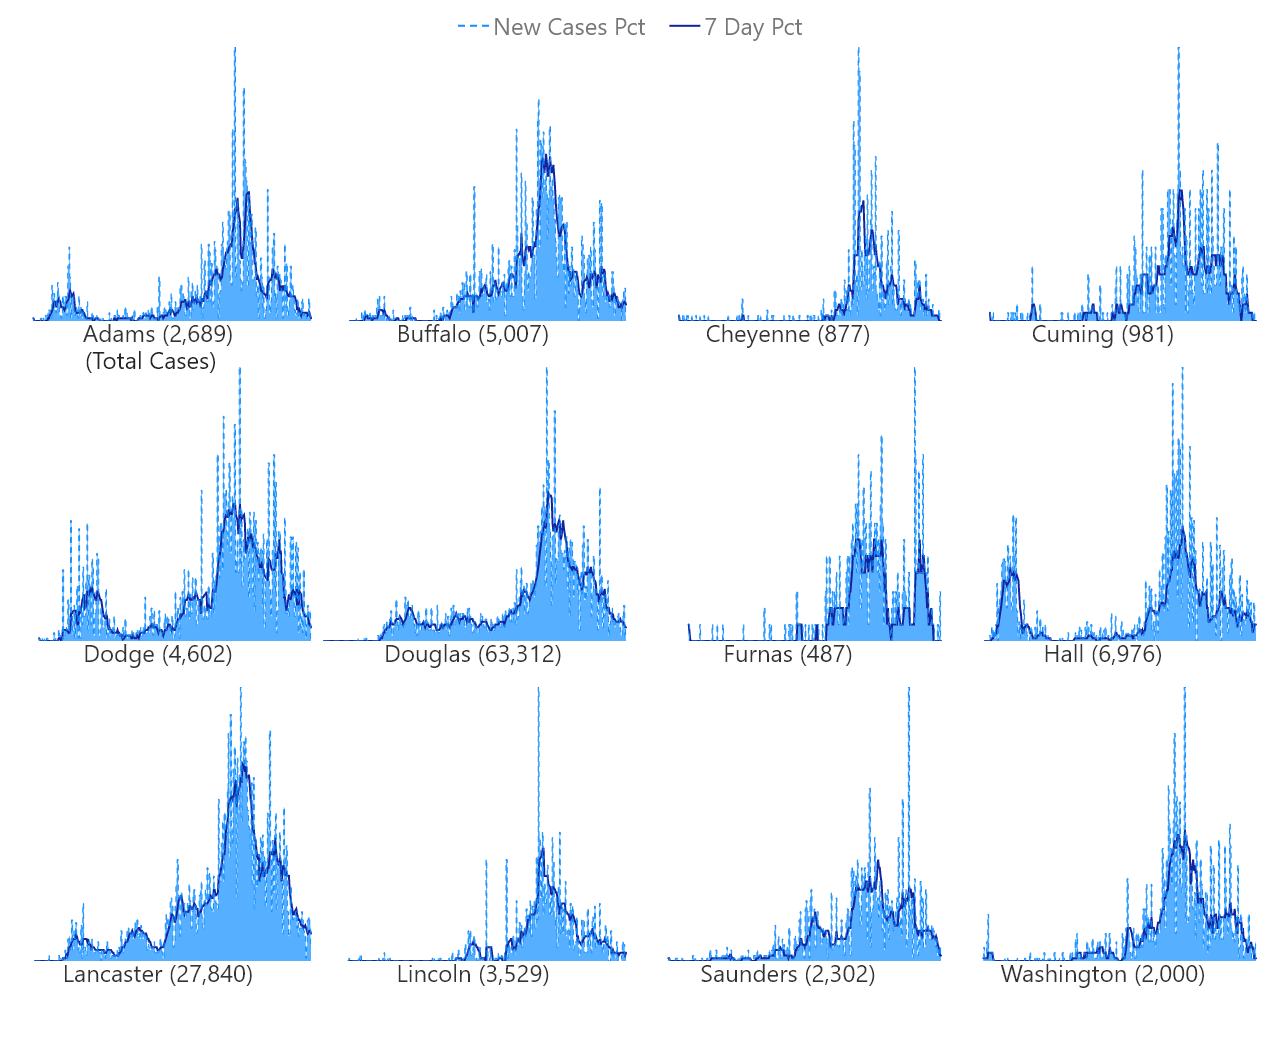 New Cases Pct 7 Day Pct
Adams (2,689) Buffalo (5,007) Cheyenne (877) Cuming (981)
(Total Cases)
Dodge (4,602) Douglas (63,312) Furnas (487) Hall (6,976)
Lancaster (27,840) Lincoln (3,529) Saunders (2,302) Washington (2,000)